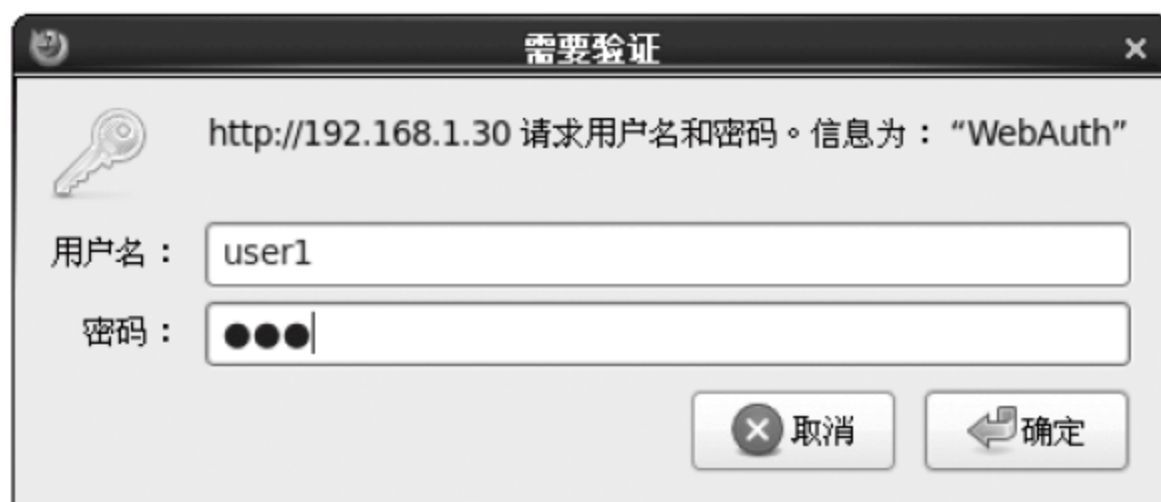 需要验证
http://192.168.1.30 请求用户名和密码。信息为：“WebAuth”
用户名： user1
密码： ●●●
取消 确定